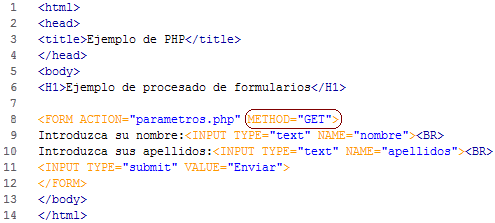 1 <html>
2 <head>
3 <title>Ejemplo de PHP</title>
4 </head>
5 <body>
6 <H1>Ejemplo de procesado de formularios</H1>
7
8 <FORM ACTION="parametros.php" METHOD="GET">
9 Introduzca su nombre:<INPUT TYPE="text" NAME="nombre"><BR>
10 Introduzca sus apellidos:<INPUT TYPE="text" NAME="apellidos"><BR>
11 <INPUT TYPE="submit" VALUE="Enviar">
12 </FORM>
13 </body>
14 </html>